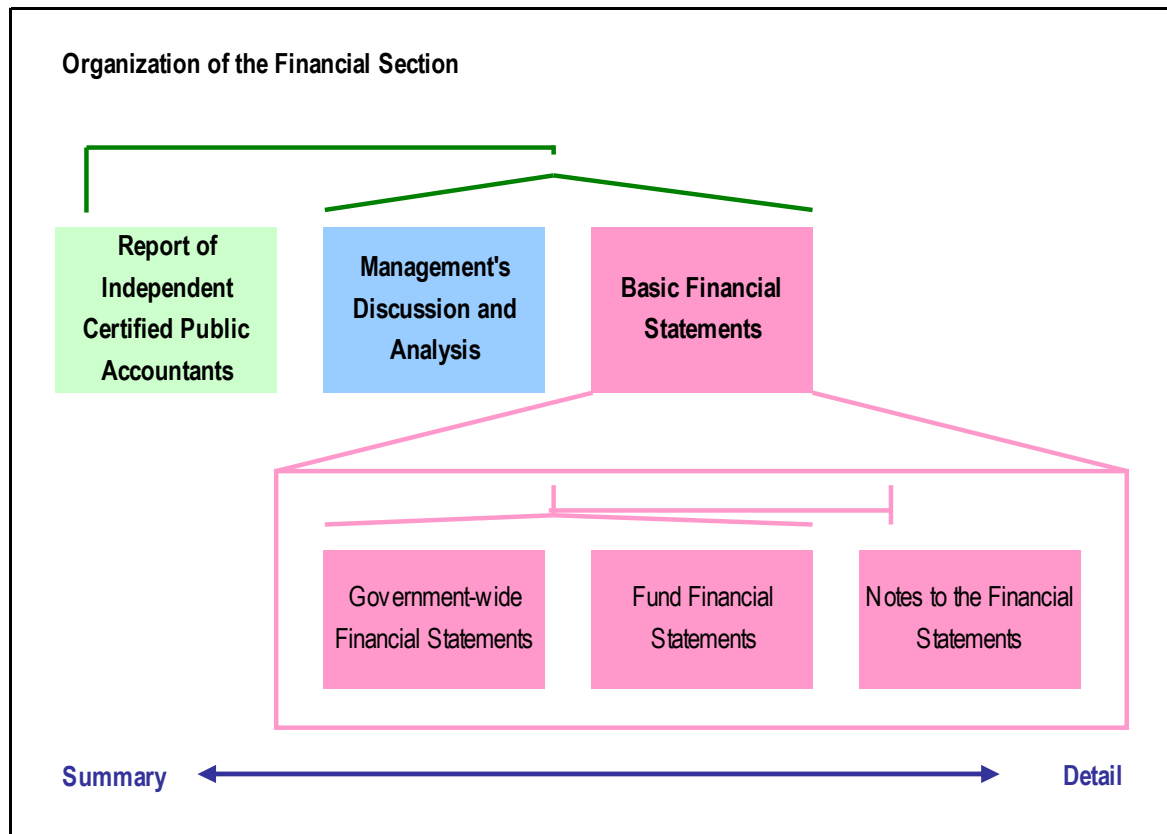 Organization of the Financial Section
Report of
Independent
Certified Public
Accountants
Management's
Discussion and
Analysis
Basic Financial
Statements
Government-wide
Financial Statements
Fund Financial
Statements
Notes to the Financial
Statements
Summary
Detail